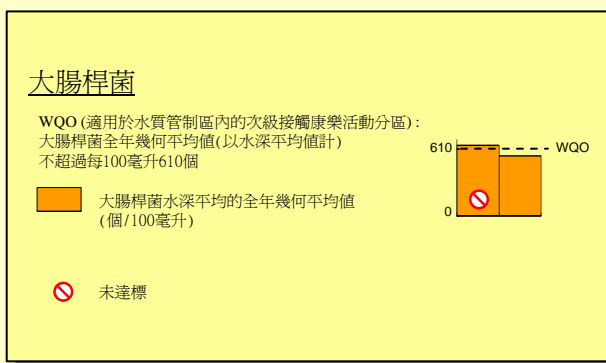 大腸桿菌
WQO (適用於水質管制區內的次級接觸康樂活動分區) :
大腸桿菌全年幾何平均值(以水深平均值計)
不超過每100毫升610個
610
WQO
0
大腸桿菌水深平均的全年幾何平均值
(個/100毫升)
未達標